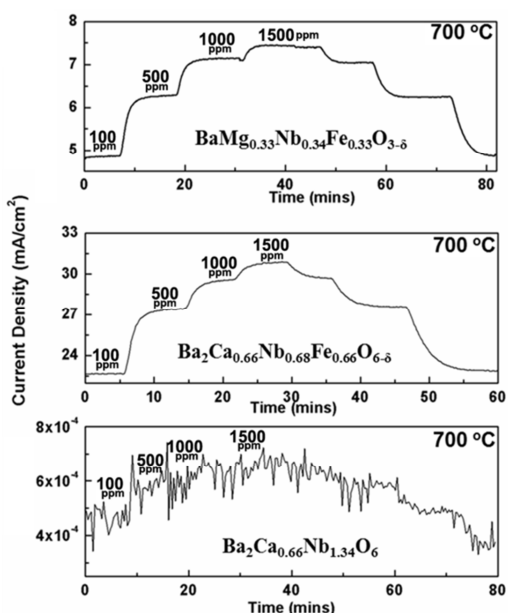 700 °C
8
7
6
5
100
ppm
500
ppm
1000
ppm
1500 ppm
BaMg0.33Nb0.34Fe0.33O3-δ
0 20 40 60 80
Time (mins)
Current Density (mA/cm²)
700 °C
33
30
27
24
100
ppm
500
ppm
1000
ppm
1500
ppm
Ba2Ca0.66Nb0.68Fe0.66O6-δ
0 10 20 30 40 50 60
Time (mins)
700 °C
8x10-4
6x10-4
4x10-4
100
ppm
500
ppm
1000
ppm
1500
ppm
Ba2Ca0.66Nb1.34O6
0 20 40 60 80
Time (mins)